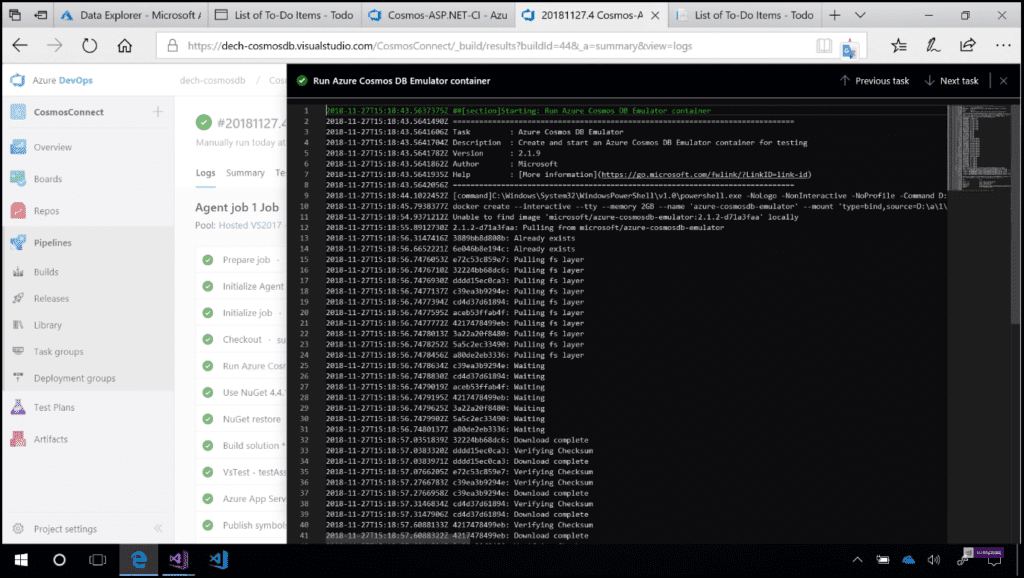 Data Explorer - Microsoft A
List of To-Do Items - Todo
Cosmos-ASP.NET-CI - Azu
20181127.4 Cosmos-A
List of To-Do Items - Todo
https://dech-cosmosdb.visualstudio.com/CosmosConnect/_build/results?buildId=44&_a=summary&view=logs
Azure DevOps
dech-cosmosdb / Cos
CosmosConnect
Overview
Boards
Repos
Pipelines
Builds
Releases
Library
Task groups
Deployment groups
Test Plans
Artifacts
Project settings
#20181127.4
Manually run today at
Logs Summary Te
Agent job 1 Job
Pool: Hosted VS2017
Prepare job
Initialize Agent
Initialize job
Checkout
Run Azure Cosm
Use NuGet 4.4.
NuGet restore
Build solution *
VsTest - testAss
Azure App Serv
Publish symbols
Run Azure Cosmos DB Emulator container
Previous task
Next task
1 2018-11-27T15:18:43.5632375Z ##[section]Starting: Run Azure Cosmos DB Emulator container
2 2018-11-27T15:18:43.5641490Z ==============================================================================
3 2018-11-27T15:18:43.5641606Z Task : Azure Cosmos DB Emulator
4 2018-11-27T15:18:43.5641704Z Description : Create and start an Azure Cosmos DB Emulator container for testing
5 2018-11-27T15:18:43.5641782Z Version : 2.1.9
6 2018-11-27T15:18:43.5641862Z Author : Microsoft
7 2018-11-27T15:18:43.5641935Z Help : [More information](https://go.microsoft.com/fwlink/?LinkID=link-id)
8 2018-11-27T15:18:43.5642056Z ==============================================================================
9 2018-11-27T15:18:44.1022452Z [command]C:\Windows\System32\WindowsPowerShell\v1.0\powershell.exe -NoLogo -NonInteractive -NoProfile -Command D:
10 2018-11-27T15:18:45.7938377Z docker create --interactive --tty --memory 2GB --name 'azure-cosmosdb-emulator' --mount 'type=bind,source=D:\a\1\
11 2018-11-27T15:18:54.9371212Z Unable to find image 'microsoft/azure-cosmosdb-emulator:2.1.2-d71a3faa' locally
12 2018-11-27T15:18:55.8912730Z 2.1.2-d71a3faa: Pulling from microsoft/azure-cosmosdb-emulator
13 2018-11-27T15:18:56.3147416Z 3889bb8d808b: Already exists
14 2018-11-27T15:18:56.6652221Z 6e046b8e194c: Already exists
15 2018-11-27T15:18:56.7476053Z e72c53c859e7: Pulling fs layer
16 2018-11-27T15:18:56.7476710Z 32224bb68dc6: Pulling fs layer
17 2018-11-27T15:18:56.7476930Z dddd15ec0ca3: Pulling fs layer
18 2018-11-27T15:18:56.7477137Z c39ea3b9294e: Pulling fs layer
19 2018-11-27T15:18:56.7477394Z cd4d37d61894: Pulling fs layer
20 2018-11-27T15:18:56.7477595Z aceb53ffab4f: Pulling fs layer
21 2018-11-27T15:18:56.7477772Z 4217478499eb: Pulling fs layer
22 2018-11-27T15:18:56.7478013Z 3a22a20f8480: Pulling fs layer
23 2018-11-27T15:18:56.7478252Z 5a5c2ec33490: Pulling fs layer
24 2018-11-27T15:18:56.7478456Z a80de2eb3336: Pulling fs layer
25 2018-11-27T15:18:56.7478634Z c39ea3b9294e: Waiting
26 2018-11-27T15:18:56.7478830Z cd4d37d61894: Waiting
27 2018-11-27T15:18:56.7479019Z aceb53ffab4f: Waiting
28 2018-11-27T15:18:56.7479195Z 4217478499eb: Waiting
29 2018-11-27T15:18:56.7479625Z 3a22a20f8480: Waiting
30 2018-11-27T15:18:56.7479902Z 5a5c2ec33490: Waiting
31 2018-11-27T15:18:56.7480137Z a80de2eb3336: Waiting
32 2018-11-27T15:18:57.0351839Z 32224bb68dc6: Download complete
33 2018-11-27T15:18:57.0383320Z dddd15ec0ca3: Verifying Checksum
34 2018-11-27T15:18:57.0383971Z dddd15ec0ca3: Download complete
35 2018-11-27T15:18:57.0766205Z e72c53c859e7: Verifying Checksum
36 2018-11-27T15:18:57.2766783Z c39ea3b9294e: Verifying Checksum
37 2018-11-27T15:18:57.2766958Z c39ea3b9294e: Download complete
38 2018-11-27T15:18:57.3146834Z cd4d37d61894: Verifying Checksum
39 2018-11-27T15:18:57.3147906Z cd4d37d61894: Download complete
40 2018-11-27T15:18:57.6088133Z 4217478499eb: Verifying Checksum
41 2018-11-27T15:18:57.6088322Z 4217478499eb: Download complete